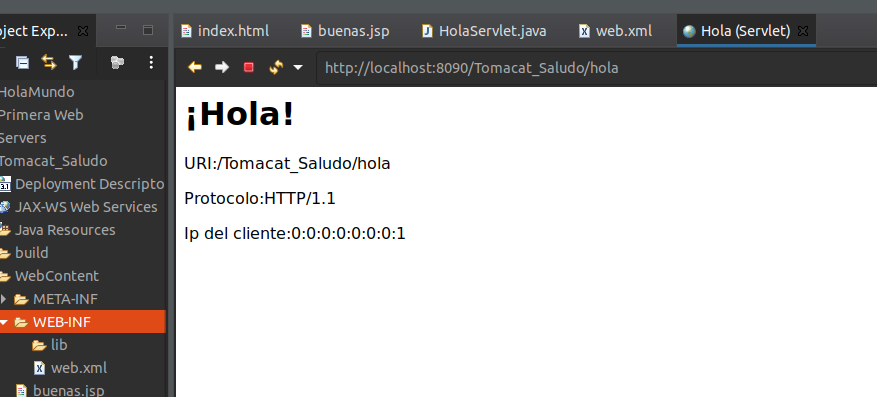 oject Exp...
index.html
buenas.jsp
HolaServlet.java
web.xml
Hola (Servlet)
http://localhost:8090/Tomacat_Saludo/hola
HolaMundo
Primera Web
Servers
Tomacat_Saludo
Deployment Descripto
JAX-WS Web Services
Java Resources
build
WebContent
META-INF
WEB-INF
lib
web.xml
buenas.jsp
¡Hola!
URI:/Tomacat_Saludo/hola
Protocolo:HTTP/1.1
Ip del cliente:0:0:0:0:0:0:0:1